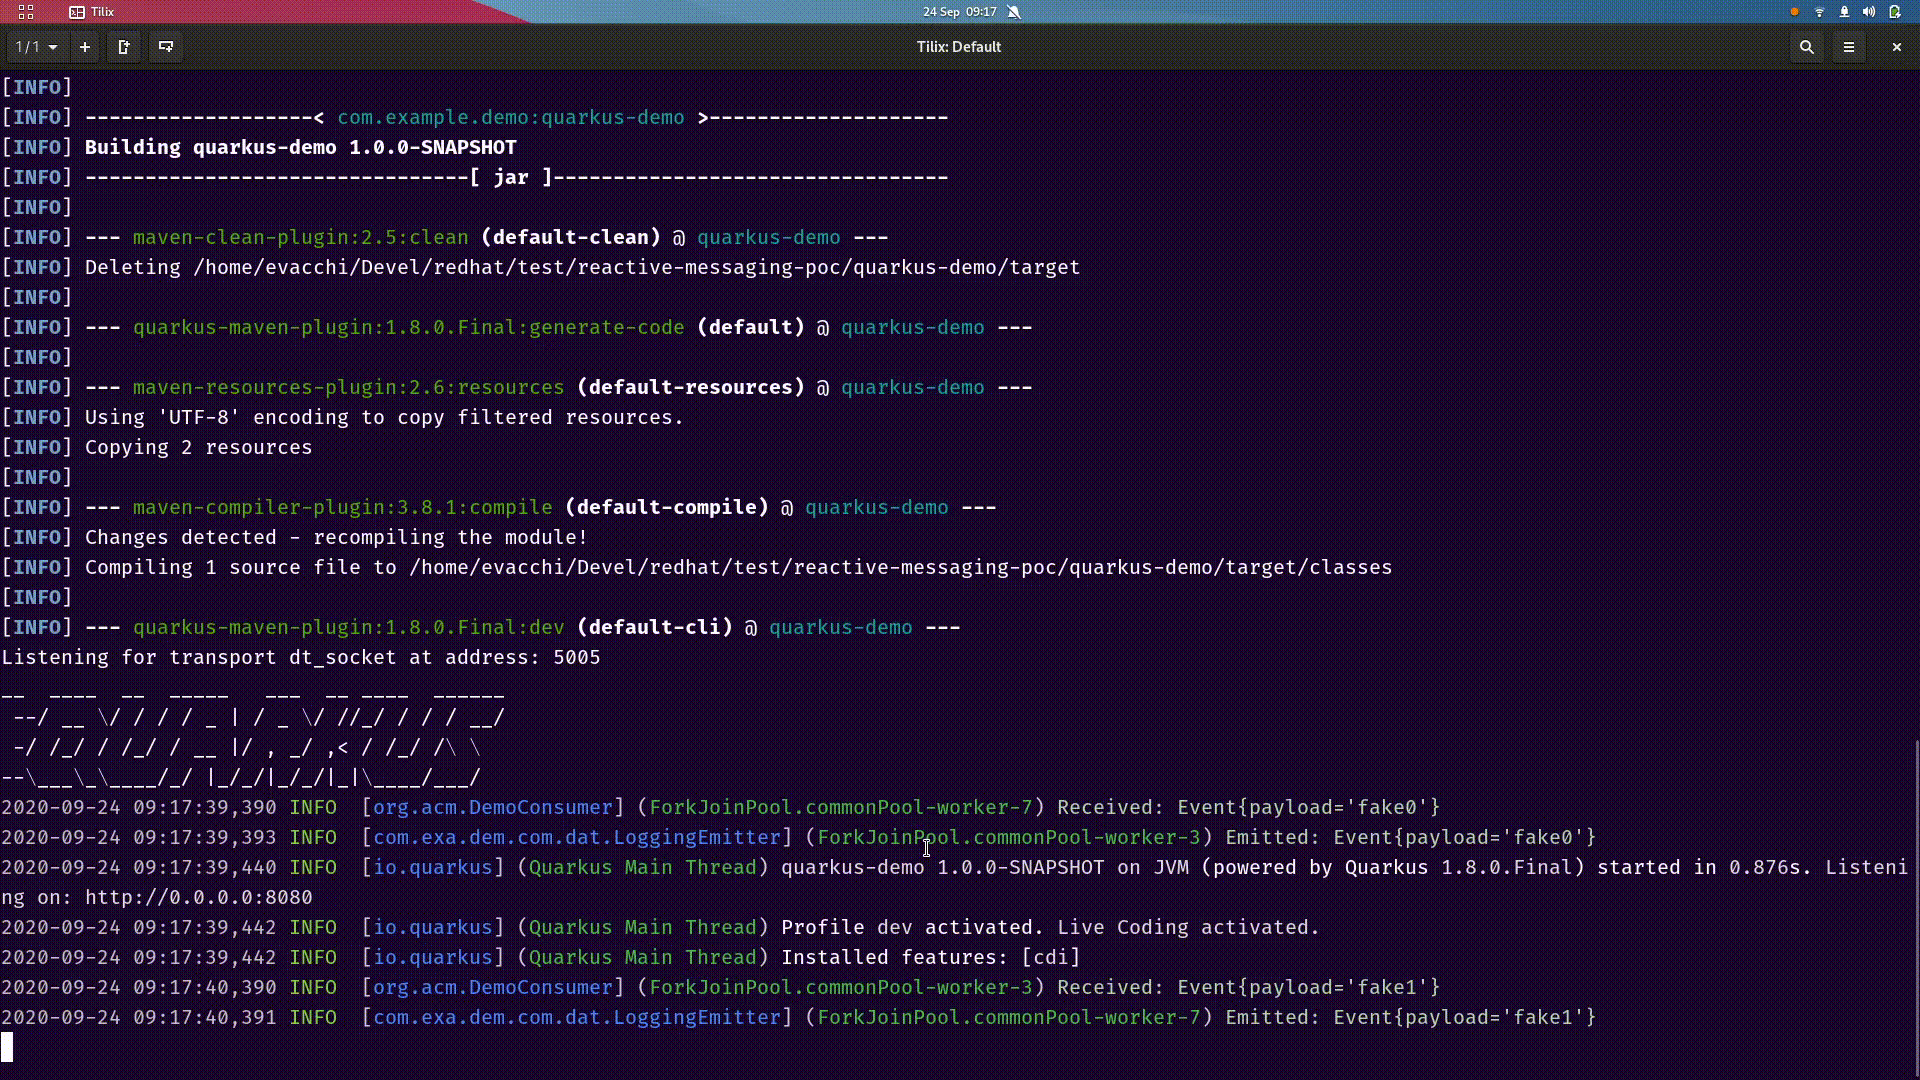 Tilix
24 Sep 09:17
1/1
Tilix: Default
[INFO]
[INFO] -------------------< com.example.demo:quarkus-demo >--------------------
[INFO] Building quarkus-demo 1.0.0-SNAPSHOT
[INFO] --------------------------------[ jar ]---------------------------------
[INFO]
[INFO] --- maven-clean-plugin:2.5:clean (default-clean) @ quarkus-demo ---
[INFO] Deleting /home/evacchi/Devel/redhat/test/reactive-messaging-poc/quarkus-demo/target
[INFO]
[INFO] --- quarkus-maven-plugin:1.8.0.Final:generate-code (default) @ quarkus-demo ---
[INFO]
[INFO] --- maven-resources-plugin:2.6:resources (default-resources) @ quarkus-demo ---
[INFO] Using 'UTF-8' encoding to copy filtered resources.
[INFO] Copying 2 resources
[INFO]
[INFO] --- maven-compiler-plugin:3.8.1:compile (default-compile) @ quarkus-demo ---
[INFO] Changes detected - recompiling the module!
[INFO] Compiling 1 source file to /home/evacchi/Devel/redhat/test/reactive-messaging-poc/quarkus-demo/target/classes
[INFO]
[INFO] --- quarkus-maven-plugin:1.8.0.Final:dev (default-cli) @ quarkus-demo ---
Listening for transport dt_socket at address: 5005
__  ____  __  _____   ___  __ ____  ______
 --/ __ \/ / / / _ | / _ \/ //_/ / / / __/
 -/ /_/ / /_/ / __ |/ , _/ ,< / /_/ /\ \
--\___\_\____/_/ |_/_/|_/_/|_|\____/___/
2020-09-24 09:17:39,390 INFO  [org.acm.DemoConsumer] (ForkJoinPool.commonPool-worker-7) Received: Event{payload='fake0'}
2020-09-24 09:17:39,393 INFO  [com.exa.dem.com.dat.LoggingEmitter] (ForkJoinPool.commonPool-worker-3) Emitted: Event{payload='fake0'}
2020-09-24 09:17:39,440 INFO  [io.quarkus] (Quarkus Main Thread) quarkus-demo 1.0.0-SNAPSHOT on JVM (powered by Quarkus 1.8.0.Final) started in 0.876s. Listeni
ng on: http://0.0.0.0:8080
2020-09-24 09:17:39,442 INFO  [io.quarkus] (Quarkus Main Thread) Profile dev activated. Live Coding activated.
2020-09-24 09:17:39,442 INFO  [io.quarkus] (Quarkus Main Thread) Installed features: [cdi]
2020-09-24 09:17:40,390 INFO  [org.acm.DemoConsumer] (ForkJoinPool.commonPool-worker-3) Received: Event{payload='fake1'}
2020-09-24 09:17:40,391 INFO  [com.exa.dem.com.dat.LoggingEmitter] (ForkJoinPool.commonPool-worker-7) Emitted: Event{payload='fake1'}